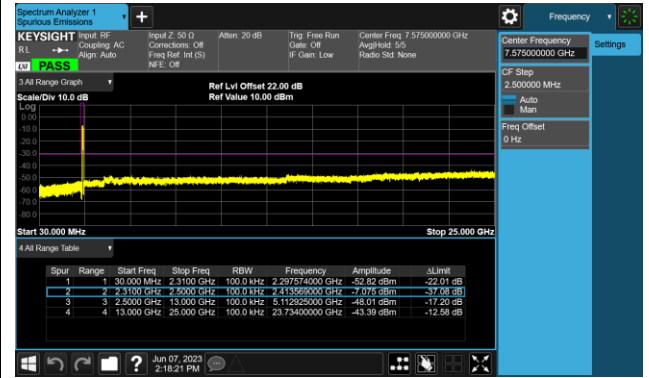 Spectrum Analyzer 1
Spurious Emissions
Frequency
KEYSIGHT
Input: RF
Input Z: 50 Ω
Atten: 20 dB
Trig: Free Run
Center Freq: 7.575000000 GHz
R L
Coupling: AC
Corrections: Off
Gate: Off
Avg|Hold: 5/5
Align: Auto
Freq Ref: Int (S)
IF Gain: Low
Radio Std: None
NFE: Off
LXI PASS
Center Frequency
7.575000000 GHz
Settings
CF Step
2.500000 MHz
Auto
Man
Freq Offset
0 Hz
3 All Range Graph
Ref Lvl Offset 22.00 dB
Scale/Div 10.0 dB
Ref Value 10.00 dBm
Log
0.00
-10.0
-20.0
-30.0
-40.0
-50.0
-60.0
-70.0
-80.0
Start 30.000 MHz
Stop 25.000 GHz
4 All Range Table
Spur Range Start Freq Stop Freq RBW Frequency Amplitude ΔLimit
1 1 30.000 MHz 2.3100 GHz 100.0 kHz 2.297574000 GHz -52.82 dBm -22.01 dB
2 2 2.3100 GHz 2.5000 GHz 100.0 kHz 2.413569000 GHz -7.075 dBm -37.08 dB
3 3 2.5000 GHz 13.000 GHz 100.0 kHz 5.112925000 GHz -48.01 dBm -17.20 dB
4 4 13.000 GHz 25.000 GHz 100.0 kHz 23.73400000 GHz -43.39 dBm -12.58 dB
?
Jun 07, 2023
2:18:21 PM